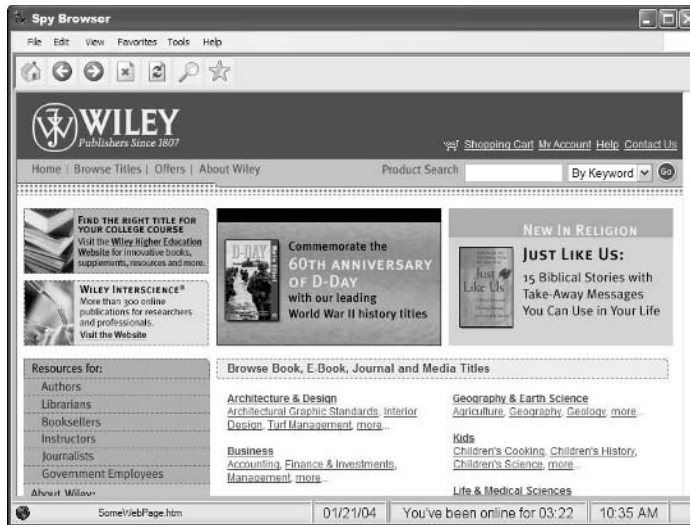 Spy Browser
File Edit View Favorites Tools Help
WILEY
Publishers Since 1807
Shopping Cart My Account Help Contact Us
Home | Browse Titles | Offers | About Wiley
Product Search
By Keyword
Go
FIND THE RIGHT TITLE FOR
YOUR COLLEGE COURSE
Visit the Wiley Higher Education
Website for innovative books,
supplements, resources and more.
D-DAY
Commemorate the
60TH ANNIVERSARY
OF D-DAY
with our leading
World War II history titles
NEW IN RELIGION
Just
Like Us
JUST LIKE US:
15 Biblical Stories with
Take-Away Messages
You Can Use in Your Life
WILEY INTERSCIENCE®
More than 300 online
publications for researchers
and professionals.
Visit the Website
Resources for:
Authors
Librarians
Booksellers
Instructors
Journalists
Government Employees
About Wiley:
Browse Book, E-Book, Journal and Media Titles
Architecture & Design
Architectural Graphic Standards, Interior
Design, Turf Management, more...
Business
Accounting, Finance & Investments,
Management, more...
Geography & Earth Science
Agriculture, Geography, Geology, more...
Kids
Children's Cooking, Children's History,
Children's Science, more...
Life & Medical Sciences
SomeWebPage.htm
01/21/04
You've been online for 03:22
10:35 AM